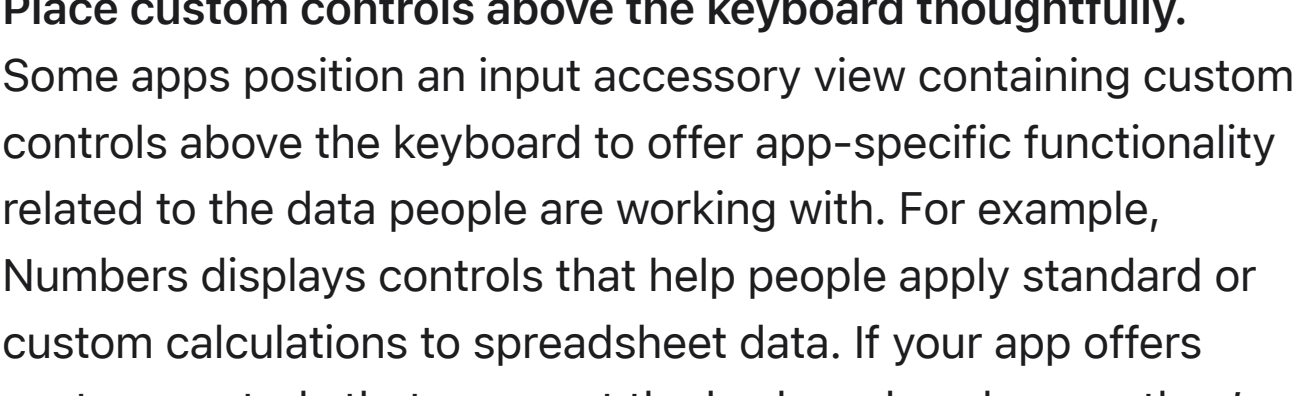 Place custom controls above the keyboard thoughtfully.
Some apps position an input accessory view containing custom
controls above the keyboard to offer app-specific functionality
related to the data people are working with. For example,
Numbers displays controls that help people apply standard or
custom calculations to spreadsheet data. If your app offers